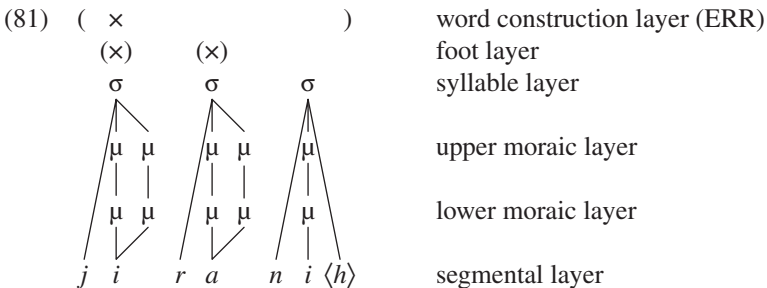 (81) ( × ) word construction layer (ERR)
(×) (×) foot layer
σ σ σ syllable layer
μ μ μ μ μ upper moraic layer
μ μ μ μ μ lower moraic layer
j i r a n i ⟨h⟩ segmental layer